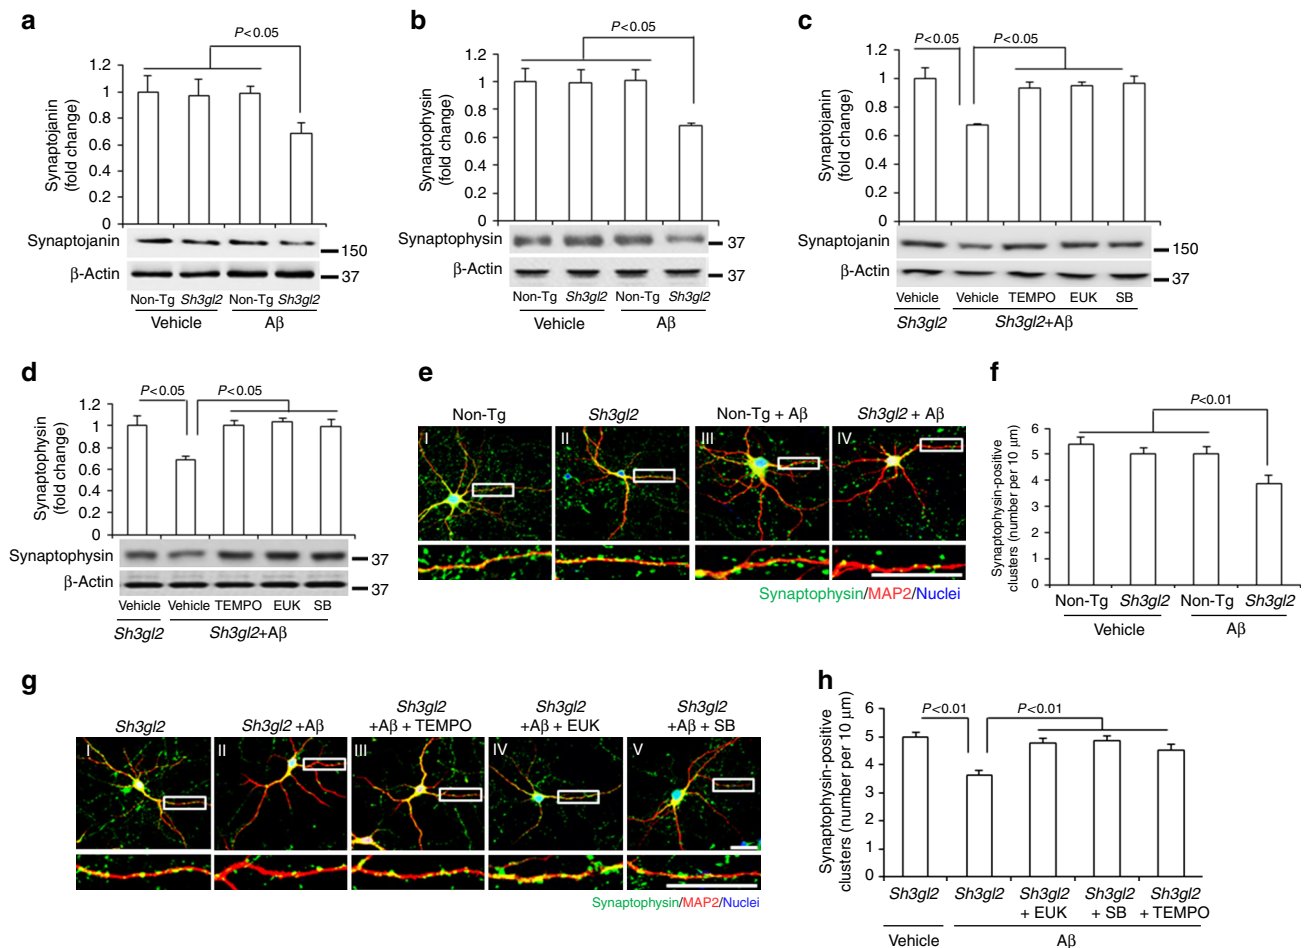 a
P<0.05
1.2
1
0.8
0.6
0.4
0.2
0
Synaptojanin
(fold change)
Synaptojanin
150
β-Actin
37
Non-Tg Sh3gl2 Non-Tg Sh3gl2
Vehicle Aβ
b
P<0.05
1.2
1
0.8
0.6
0.4
0.2
0
Synaptophysin
(fold change)
Synaptophysin
37
β-Actin
37
Non-Tg Sh3gl2 Non-Tg Sh3gl2
Vehicle Aβ
c
P<0.05 P<0.05
1.2
1
0.8
0.6
0.4
0.2
0
Synaptojanin
(fold change)
Synaptojanin
150
β-Actin
37
Vehicle Vehicle TEMPO EUK SB
Sh3gl2 Sh3gl2+Aβ
d
P<0.05 P<0.05
1.2
1
0.8
0.6
0.4
0.2
0
Synaptophysin
(fold change)
Synaptophysin
37
β-Actin
37
Vehicle Vehicle TEMPO EUK SB
Sh3gl2 Sh3gl2+Aβ
e
Non-Tg Sh3gl2 Non-Tg + Aβ Sh3gl2 + Aβ
I II III IV
Synaptophysin/MAP2/Nuclei
f
P<0.01
6
5
4
3
2
1
0
Synaptophysin-positive
clusters (number per 10 μm)
Non-Tg Sh3gl2 Non-Tg Sh3gl2
Vehicle Aβ
g
Sh3gl2
Sh3gl2 +Aβ
Sh3gl2
+Aβ + TEMPO
Sh3gl2
+Aβ + EUK
Sh3gl2
+Aβ + SB
I II III IV V
Synaptophysin/MAP2/Nuclei
h
P<0.01 P<0.01
6
5
4
3
2
1
0
Synaptophysin-positive
clusters (number per 10 μm)
Sh3gl2 Sh3gl2 Sh3gl2 Sh3gl2 Sh3gl2
+ EUK + SB + TEMPO
Vehicle Aβ